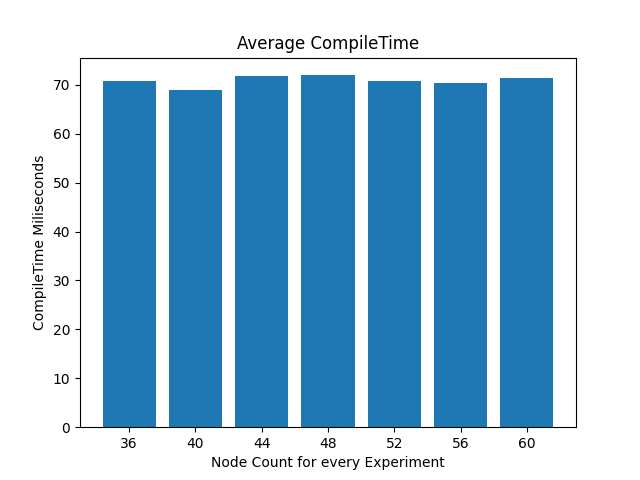 Average CompileTime
CompileTime Miliseconds
70
60
50
40
30
20
10
0
36 40 44 48 52 56 60
Node Count for every Experiment